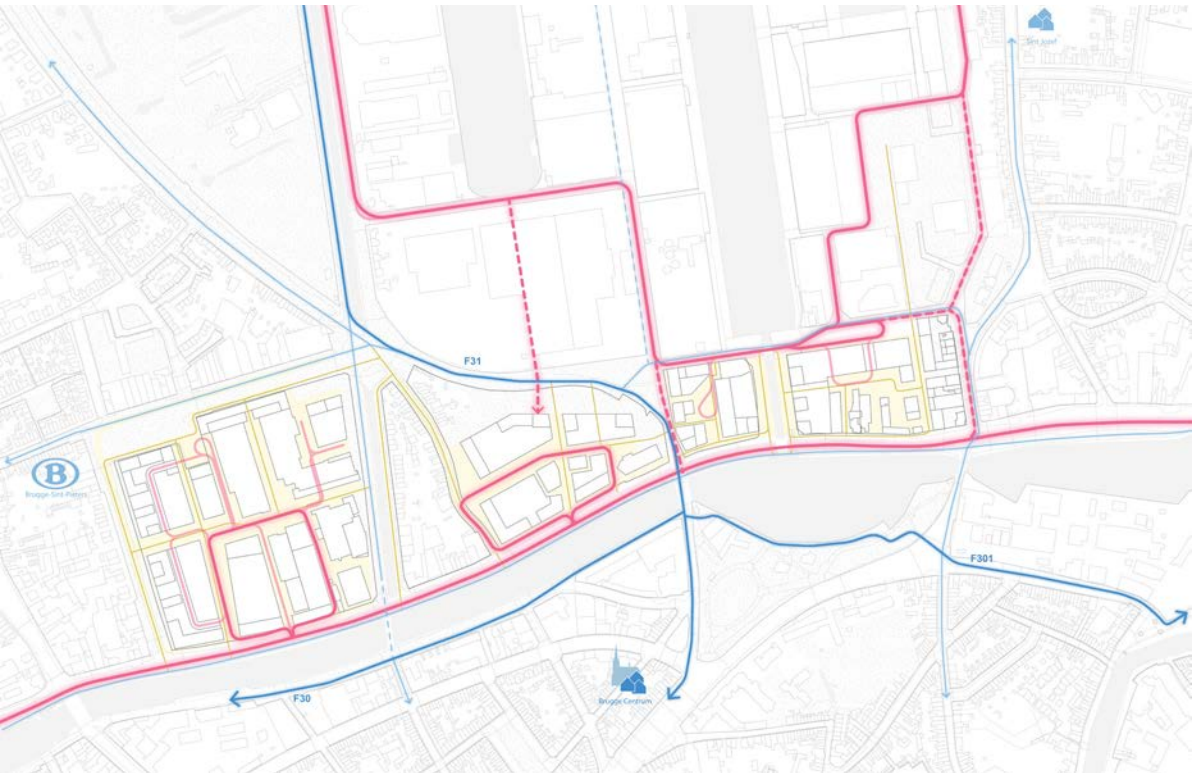 Sint Jozef
F31
B
Brugge-Sint-Pieters
F301
F30
Brugge Centrum